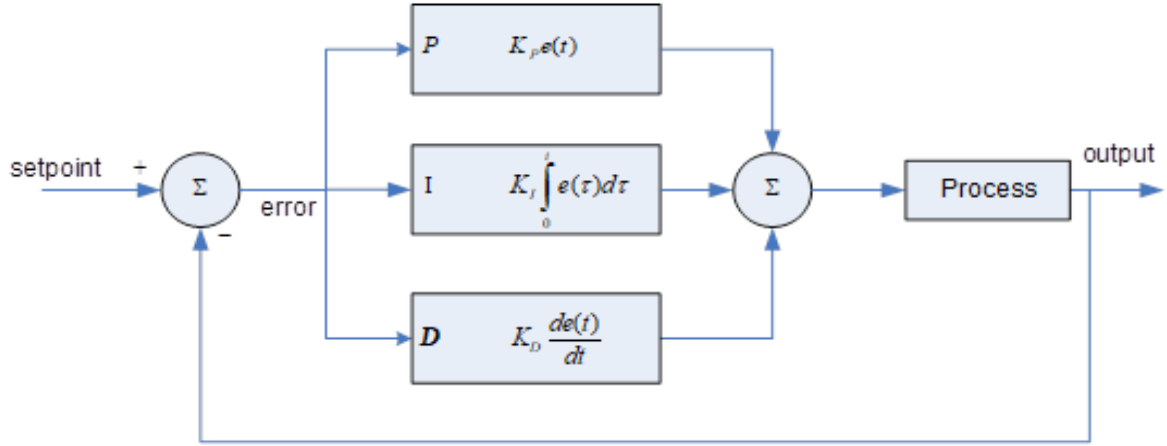 P K_P e(t)
setpoint
+
Σ
−
error
I K_I ∫_0^t e(τ)dτ
Σ
Process
output
D K_D de(t)/dt